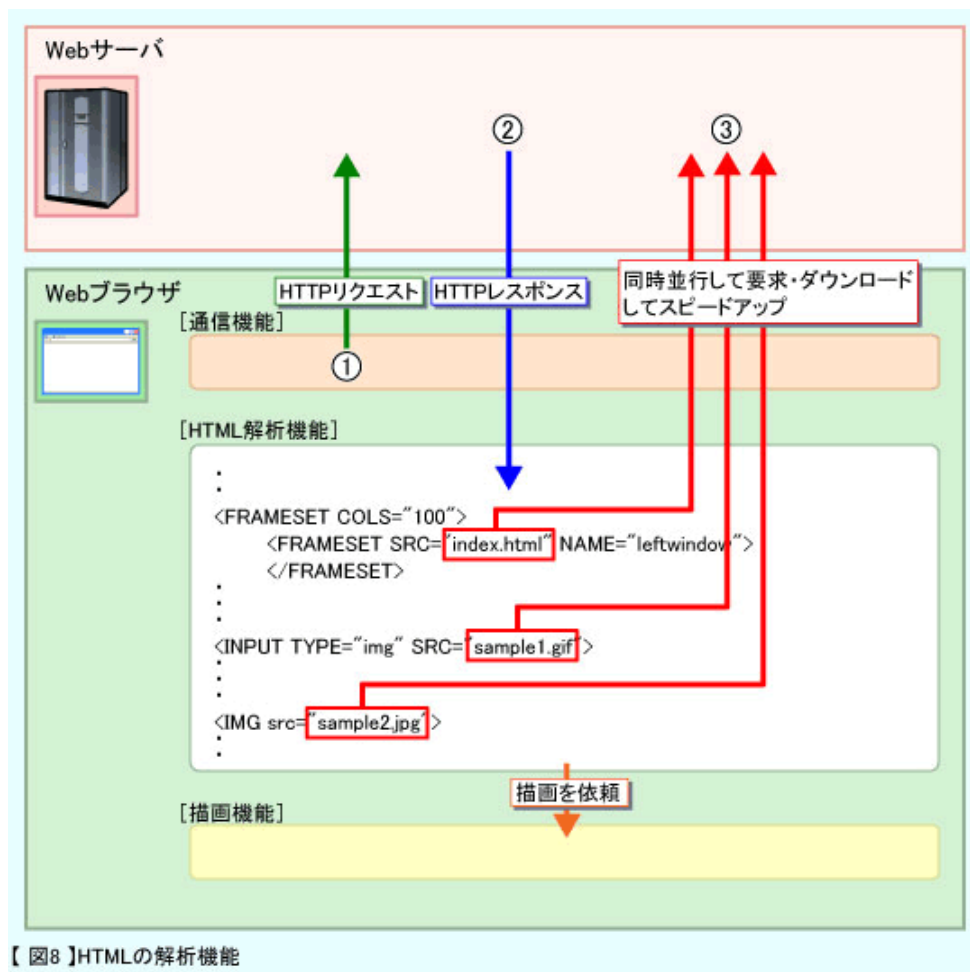 Webサーバ
②
③
HTTPリクエスト
HTTPレスポンス
同時並行して要求・ダウンロード
してスピードアップ
Webブラウザ
[通信機能]
①
[HTML解析機能]
:
<FRAMESET COLS="100">
<FRAMESET SRC="index.html" NAME="leftwindow">
</FRAMESET>
:
<INPUT TYPE="img" SRC="sample1.gif">
:
<IMG src="sample2.jpg">
:
描画を依頼
[描画機能]
【 図8 】HTMLの解析機能